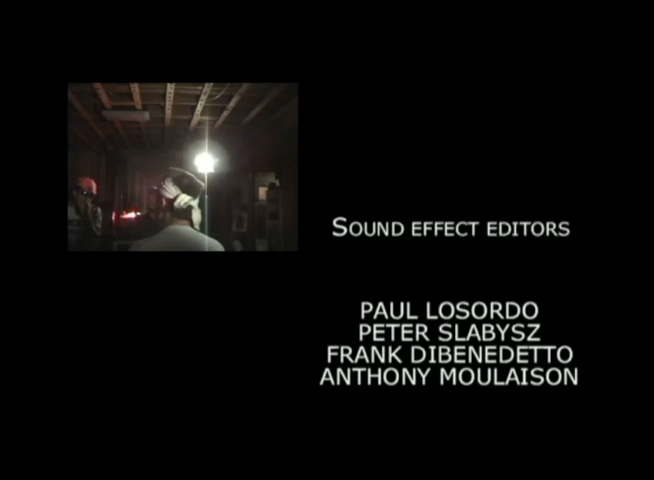 SOUND EFFECT EDITORS
PAUL LOSORDO
PETER SLABYSZ
FRANK DIBENEDETTO
ANTHONY MOULAISON